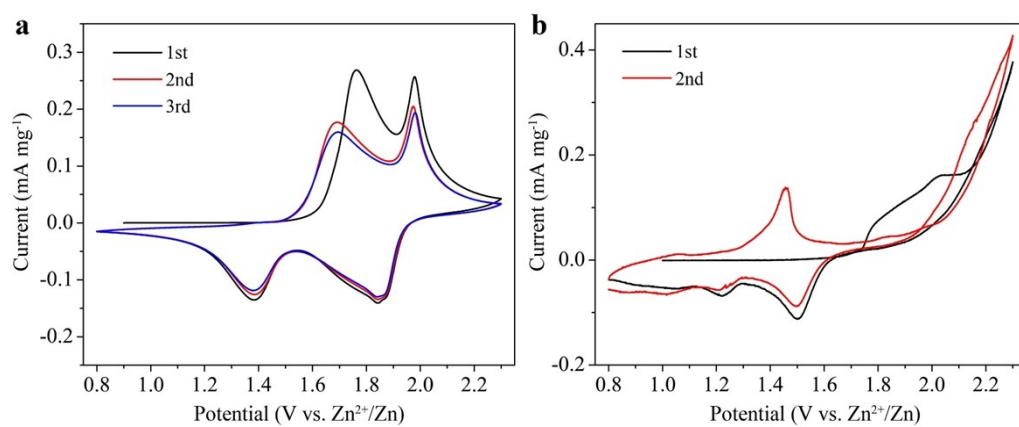 a
1st
2nd
3rd
0.3
0.2
0.1
0.0
-0.1
-0.2
Current (mA mg⁻¹)
0.8 1.0 1.2 1.4 1.6 1.8 2.0 2.2
Potential (V vs. Zn²⁺/Zn)
b
1st
2nd
0.4
0.2
0.0
-0.2
Current (mA mg⁻¹)
0.8 1.0 1.2 1.4 1.6 1.8 2.0 2.2
Potential (V vs. Zn²⁺/Zn)